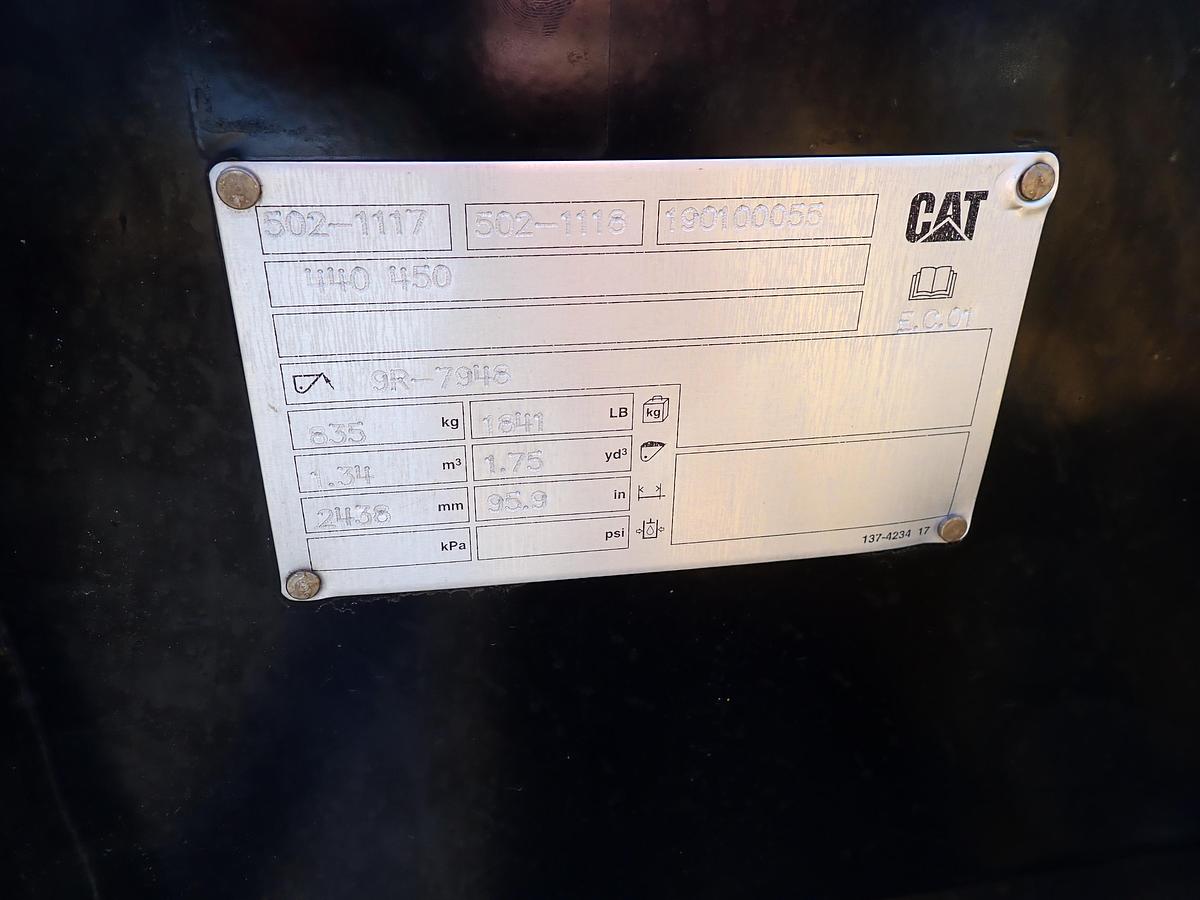 502-1117 502-1118 190100055 CAT
440 450
E.C.01
9R-7948
835 kg 1841 LB kg
1.34 m³ 1.75 yd³
2438 mm 95.9 in
kPa psi
137-4234 17